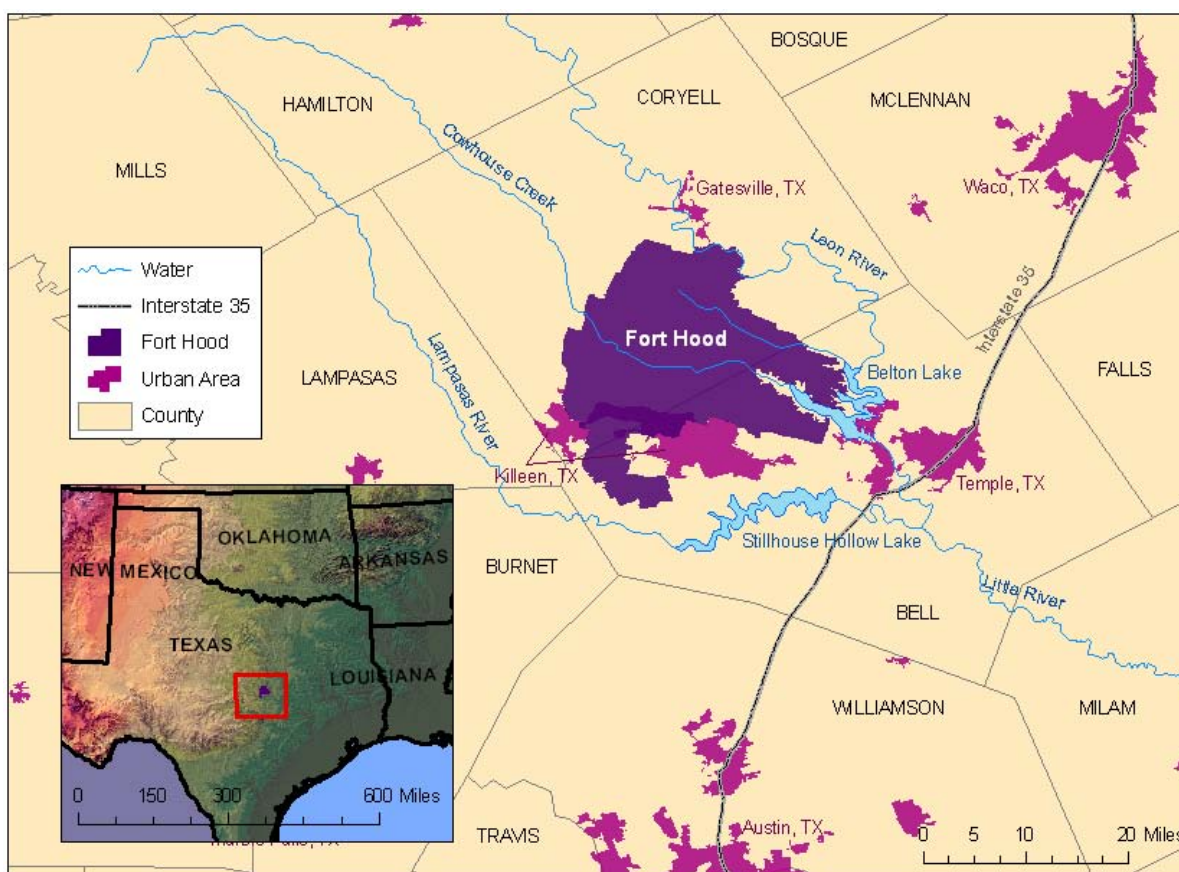 BOSQUE
HAMILTON
CORYELL
MCLENNAN
Cowhouse Creek
MILLS
Gatesville, TX
Waco, TX
Leon River
Water
Interstate 35
Fort Hood
Urban Area
County
Interstate 35
Fort Hood
Lampasas River
LAMPASAS
Belton Lake
FALLS
Killeen, TX
Temple, TX
Stillhouse Hollow Lake
BURNET
Little River
BELL
WILLIAMSON
MILAM
OKLAHOMA
ARKANSAS
NEW MEXICO
TEXAS
LOUISIANA
0 150 300 600 Miles
TRAVIS
Austin, TX
0 5 10 20 Miles